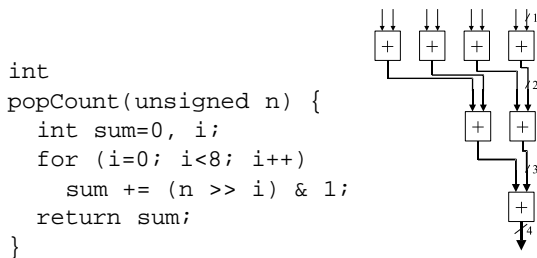 int
popCount(unsigned n) {
int sum=0, i;
for (i=0; i<8; i++)
sum += (n >> i) & 1;
return sum;
}
1
+ + + +
2
+ +
3
+
4